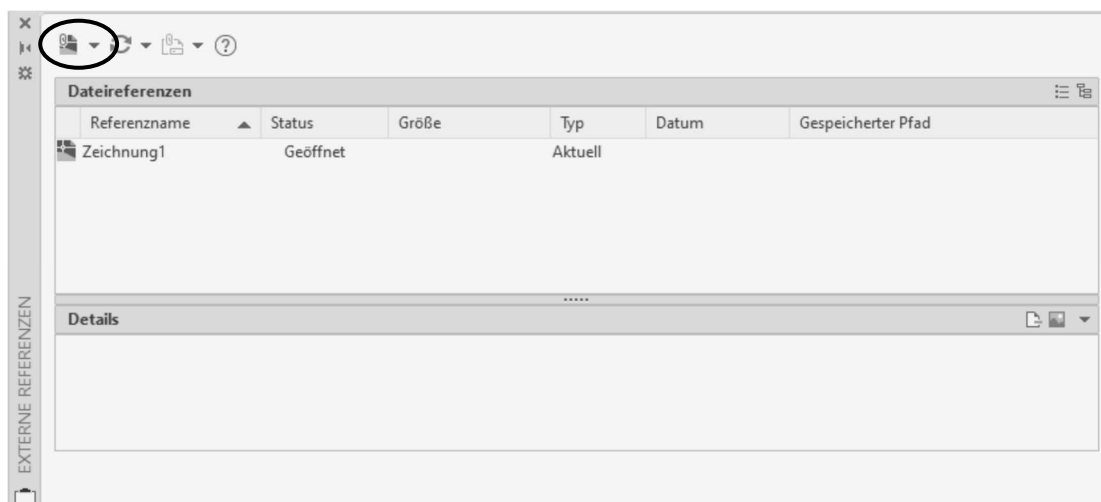 Dateireferenzen
Referenzname Status Größe Typ Datum Gespeicherter Pfad
Zeichnung1 Geöffnet Aktuell
Details
EXTERNE REFERENZEN